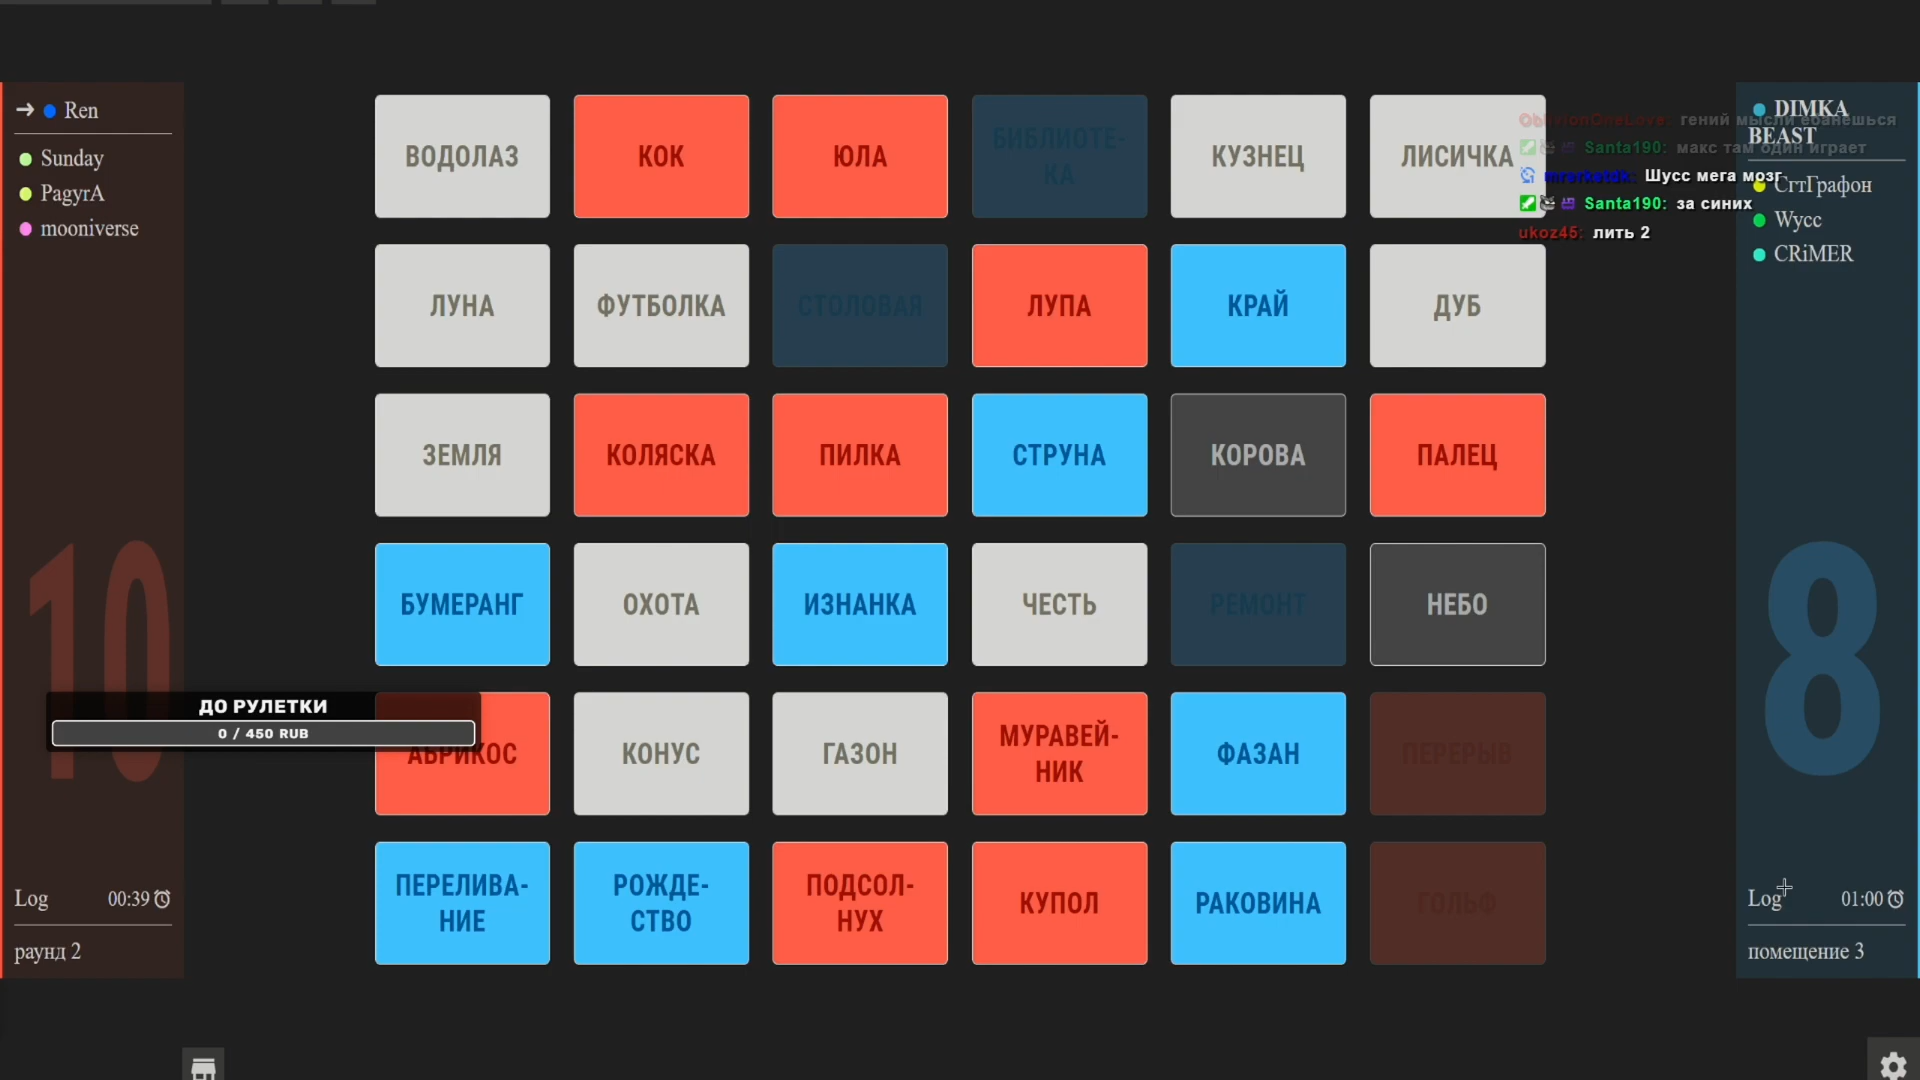 Ren
Sunday
PagyrA
mooniverse
10
Log 00:39
раунд 2
ВОДОЛАЗ КОК ЮЛА БИБЛИОТЕ-
КА
КУЗНЕЦ ЛИСИЧКА
ЛУНА ФУТБОЛКА СТОЛОВАЯ ЛУПА КРАЙ ДУБ
ЗЕМЛЯ КОЛЯСКА ПИЛКА СТРУНА КОРОВА ПАЛЕЦ
БУМЕРАНГ ОХОТА ИЗНАНКА ЧЕСТЬ РЕМОНТ НЕБО
ДО РУЛЕТКИ
0 / 450 RUB
АБРИКОС КОНУС ГАЗОН МУРАВЕЙ-
НИК
ФАЗАН ПЕРЕРЫВ
ПЕРЕЛИВА-
НИЕ
РОЖДЕ-
СТВО
ПОДСОЛ-
НУХ
КУПОЛ РАКОВИНА ГОЛЬФ
OblivionOneLove: гений мысли ебанешься
Santa190: макс там один играет
Шусс мега мозг
Santa190: за синих
ukoz45: лить 2
DIMKA
BEAST
СгтГрафон
Wycc
CRiMER
8
Log 01:00
помещение 3